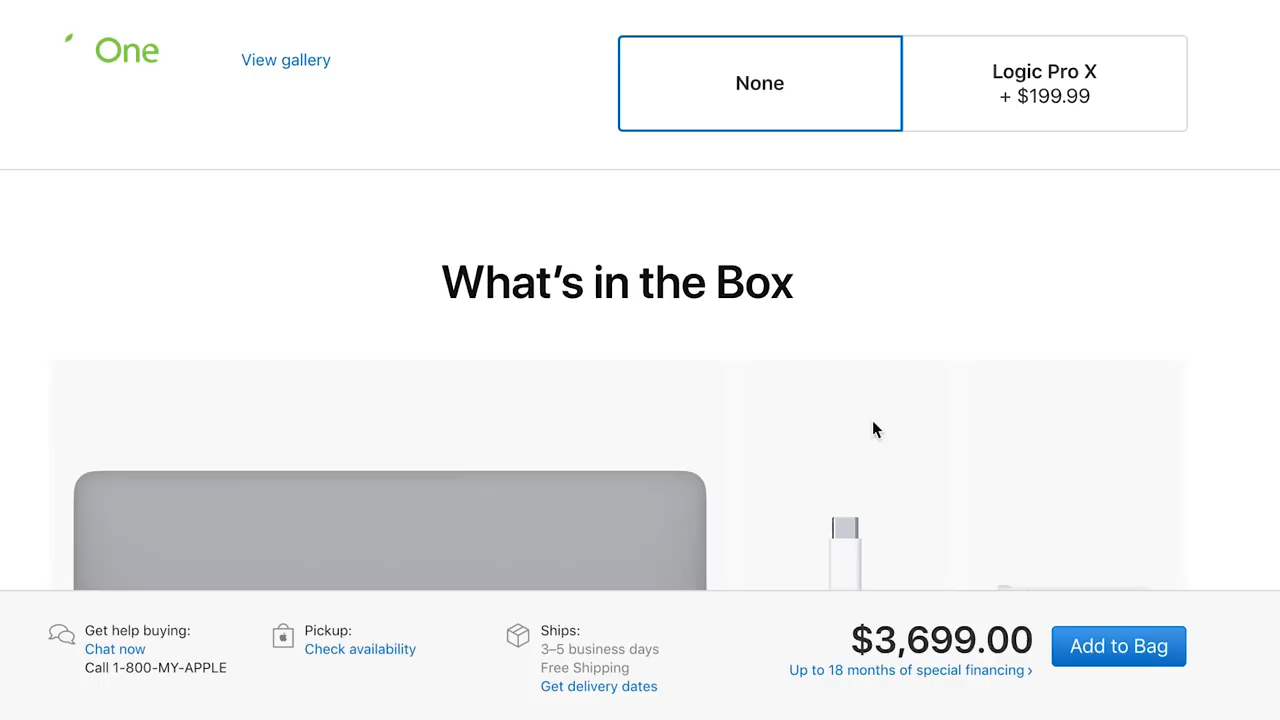 One
View gallery
None
Logic Pro X
+ $199.99
What's in the Box
Get help buying:
Chat now
Call 1-800-MY-APPLE
Pickup:
Check availability
Ships:
3–5 business days
Free Shipping
Get delivery dates
$3,699.00
Up to 18 months of special financing ›
Add to Bag